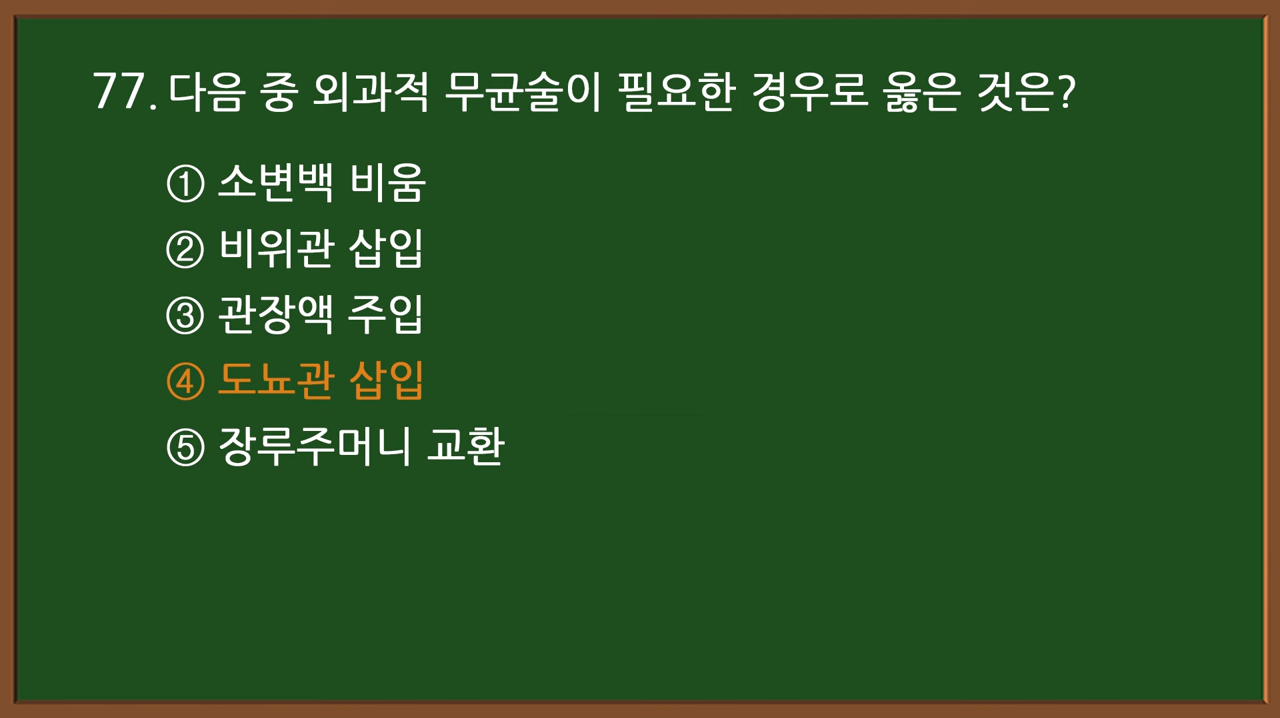 77. 다음 중 외과적 무균술이 필요한 경우로 옳은 것은?
① 소변백 비움
② 비위관 삽입
③ 관장액 주입
④ 도뇨관 삽입
⑤ 장루주머니 교환